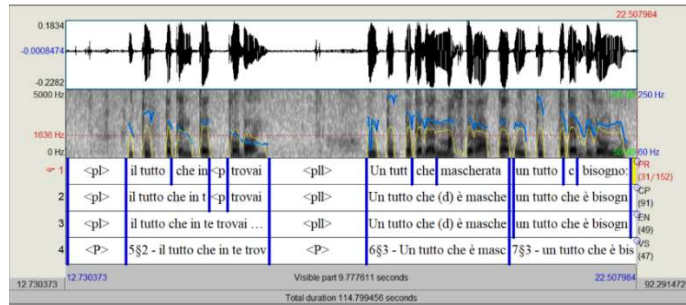 22.507984
0.1834
-0.0008474
-0.2282
5000 Hz 250 Hz
1636 Hz
0 Hz 60 Hz
1 <pl> il tutto che in <p trovai <pll> Un tutt che mascherata un tutto c bisogno: PR (31/152)
2 <pl> il tutto che in t <p trovai <pll> Un tutto che (d) è masche un tutto che è bisogn CP (91)
3 <pl> il tutto che in te trovai … <pll> Un tutto che (d) è masche un tutto che è bisogn EN (49)
4 <P> 5§2 - il tutto che in te trov <P> 6§3 - Un tutto che è masc 7§3 - un tutto che è bis VS (47)
12.730373 Visible part 9.777611 seconds 22.507984
12.730373 92.291472
Total duration 114.799456 seconds